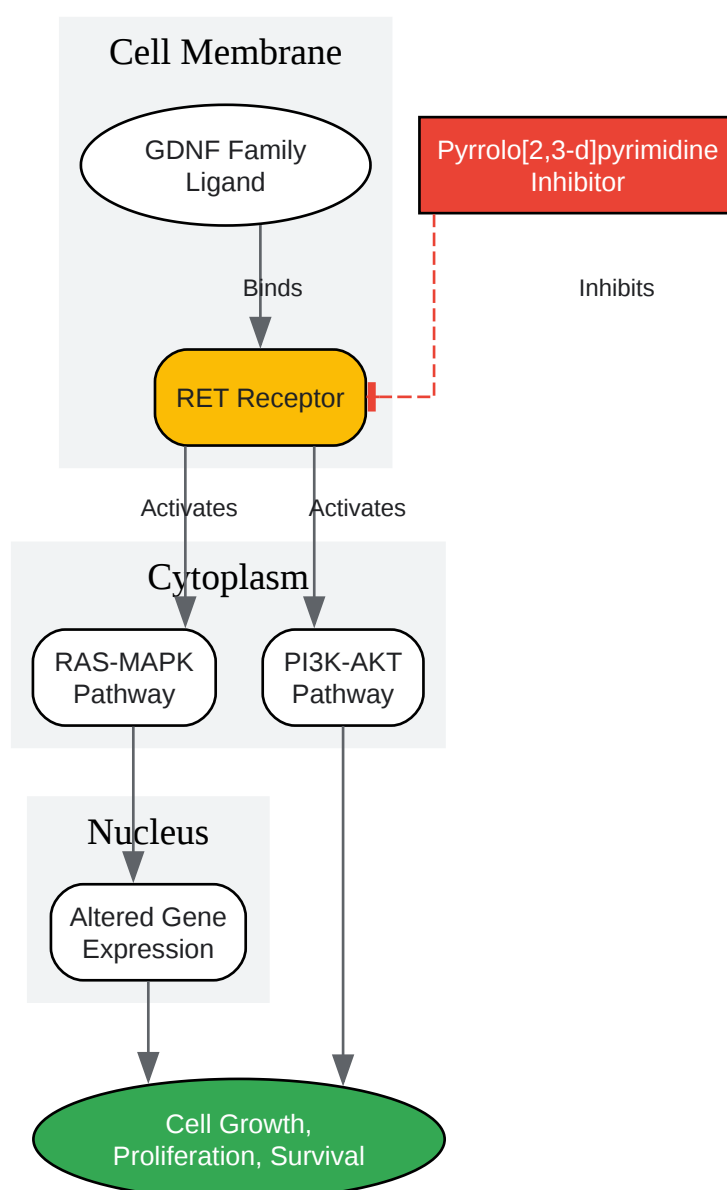 Cell Membrane
GDNF Family
Ligand
Pyrrolo[2,3-d]pyrimidine
Inhibitor
Binds
Inhibits
RET Receptor
Activates
Activates
Cytoplasm
RAS-MAPK
Pathway
PI3K-AKT
Pathway
Nucleus
Altered Gene
Expression
Cell Growth,
Proliferation, Survival